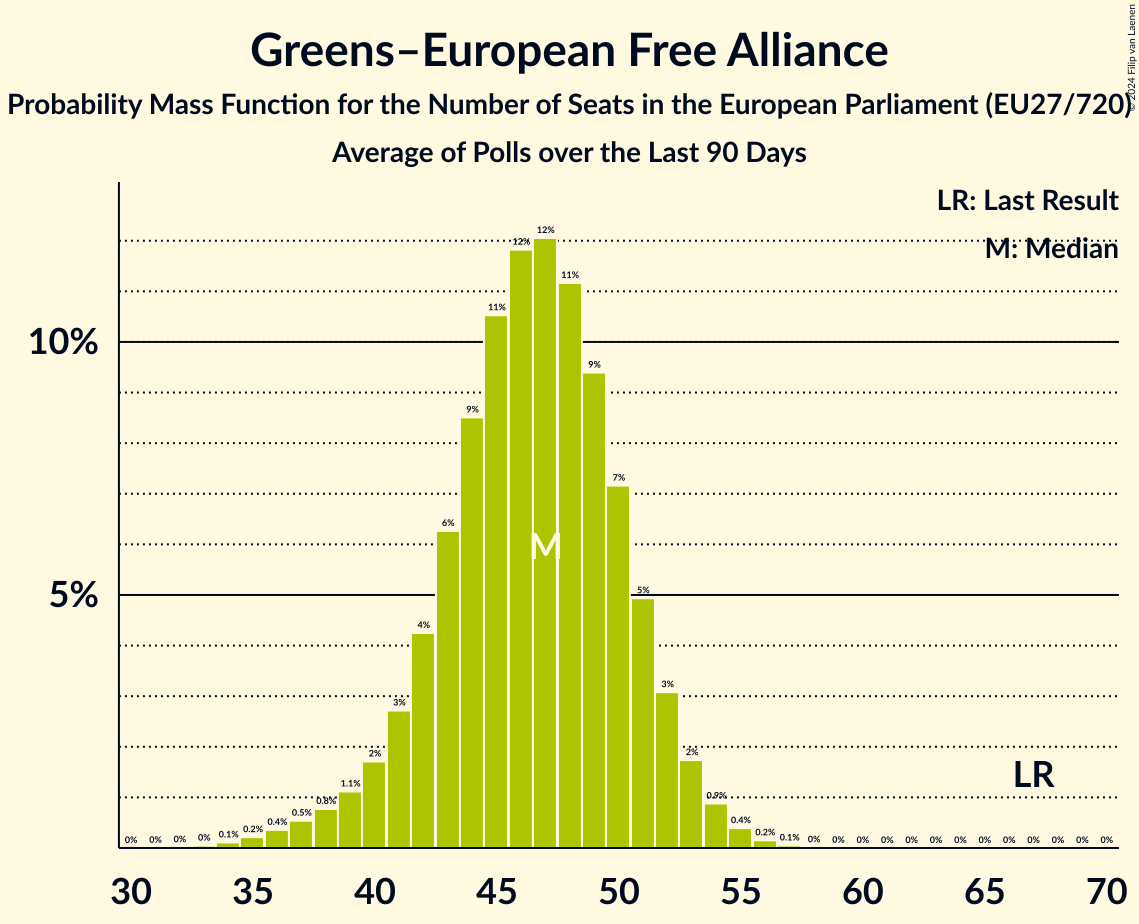 Greens–European Free Alliance
Probability Mass Function for the Number of Seats in the European Parliament (EU27/720)
Average of Polls over the Last 90 Days
© 2024 Filip van Laenen
LR: Last Result
M: Median
10%
5%
0% 0% 0% 0% 0.1% 0.2% 0.4% 0.5% 0.8% 1.1% 2% 3% 4% 6% 9% 11% 12% 12% 11% 9% 7% 5% 3% 2% 0.9% 0.4% 0.2% 0.1% 0% 0% 0% 0% 0% 0% 0% 0% 0% 0% 0% 0% 0%
M
LR
30 35 40 45 50 55 60 65 70